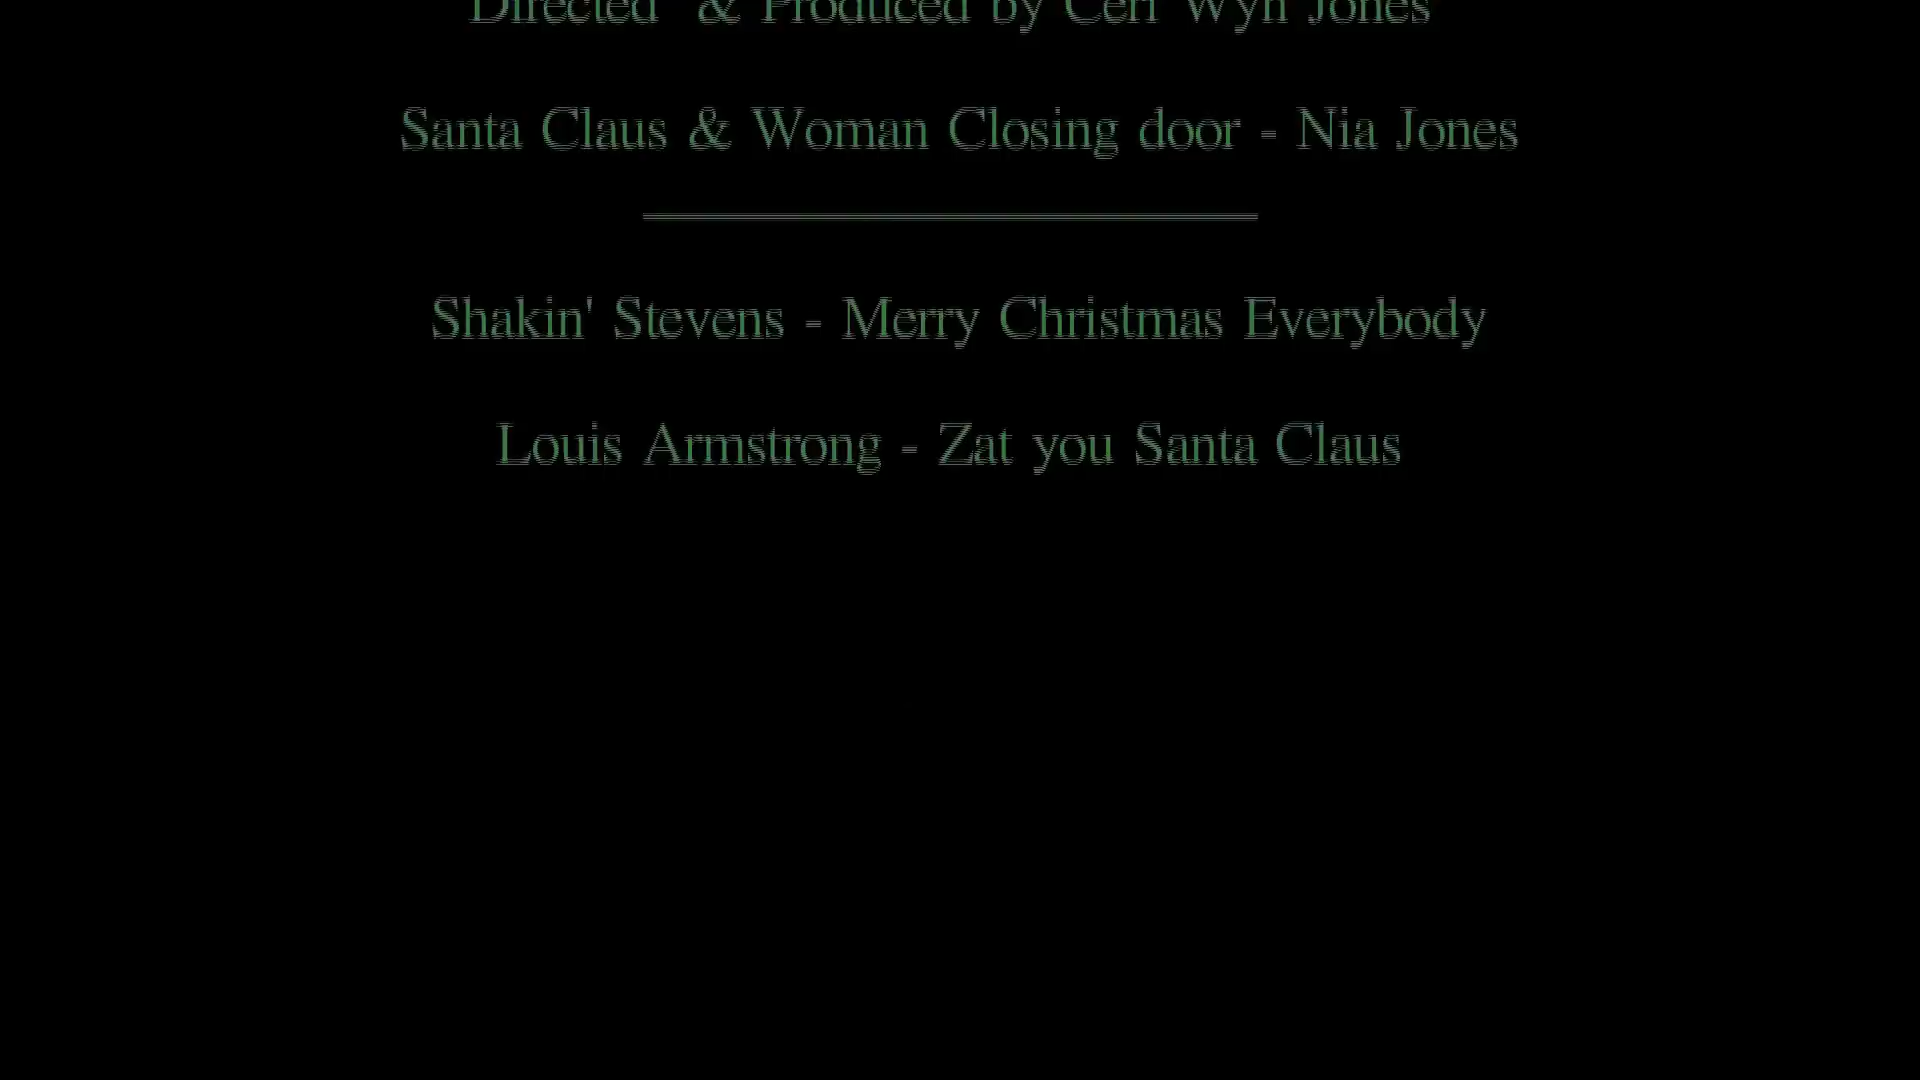 Directed & Produced by Ceri Wyn Jones
Santa Claus & Woman Closing door - Nia Jones
Shakin' Stevens - Merry Christmas Everybody
Louis Armstrong - Zat you Santa Claus